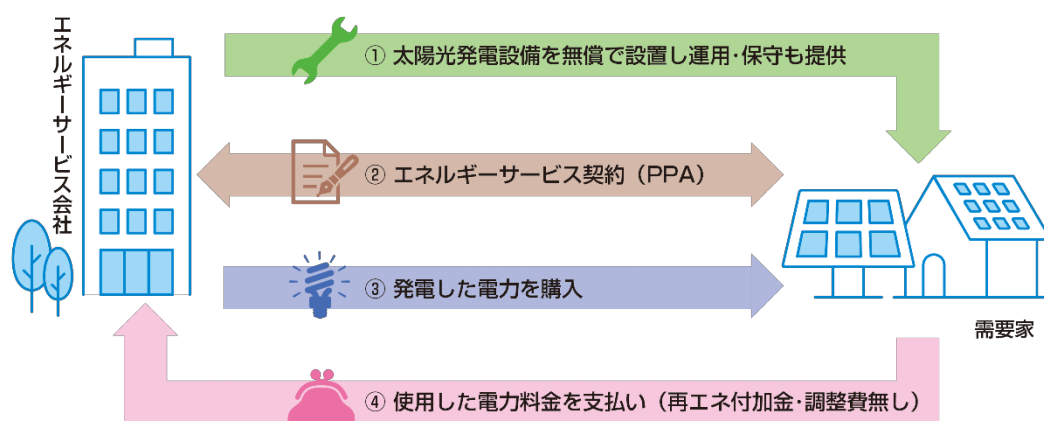 エネルギーサービス会社
① 太陽光発電設備を無償で設置し運用･保守も提供
② エネルギーサービス契約（PPA）
③ 発電した電力を購入
需要家
④ 使用した電力料金を支払い（再エネ付加金･調整費無し）